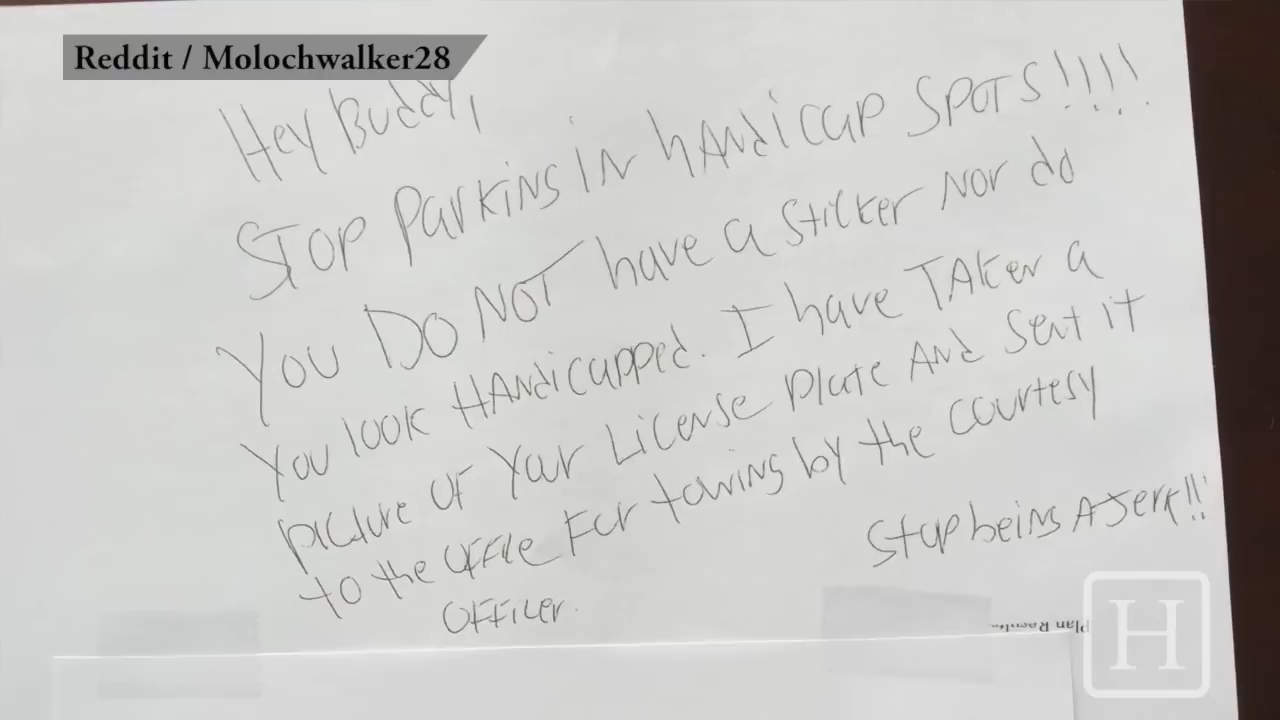 Reddit / Molochwalker28
Hey Buddy,
STOP Parking IN hANdicap SPOTS!!!!
You DO NOT have a sticker Nor do
You look HANdicapped. I have TAken a
picture OF Your License Plate ANd Sent It
to the OFFice For towing by the courtesy
OFFicer.
Stop being A Jerk!!!
Plan
H